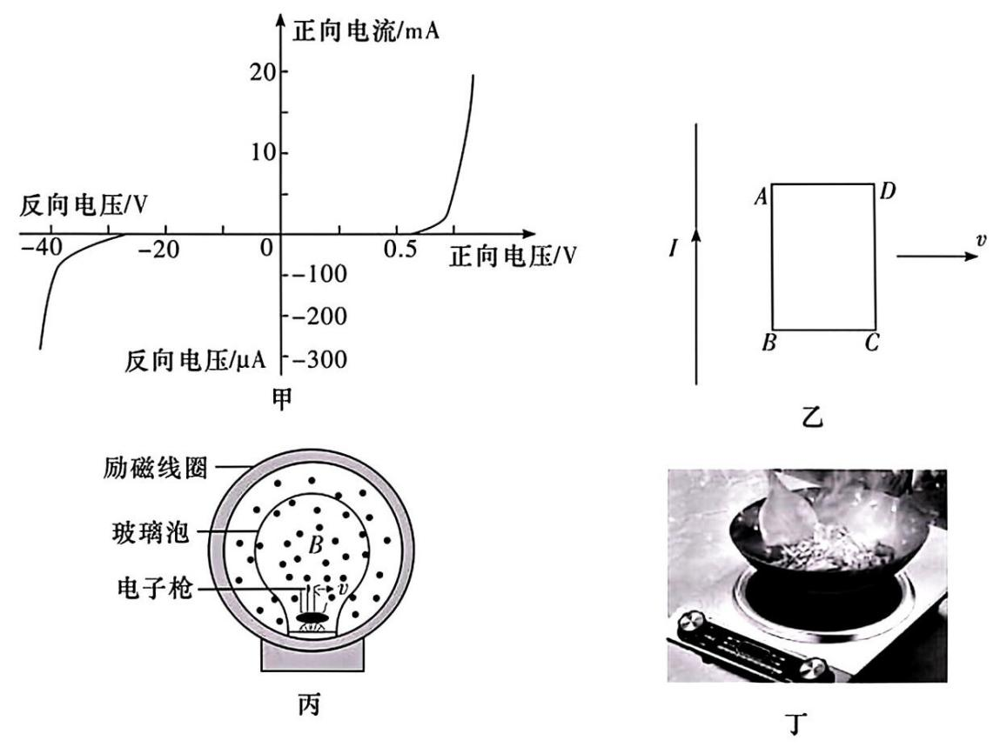 正向电流/mA
20
10
反向电压/V
-40
-20
0
0.5
正向电压/V
-100
-200
反向电压/μA
-300
甲
I
A
D
B
C
v
乙
励磁线圈
玻璃泡
B
电子枪
v
丙
丁